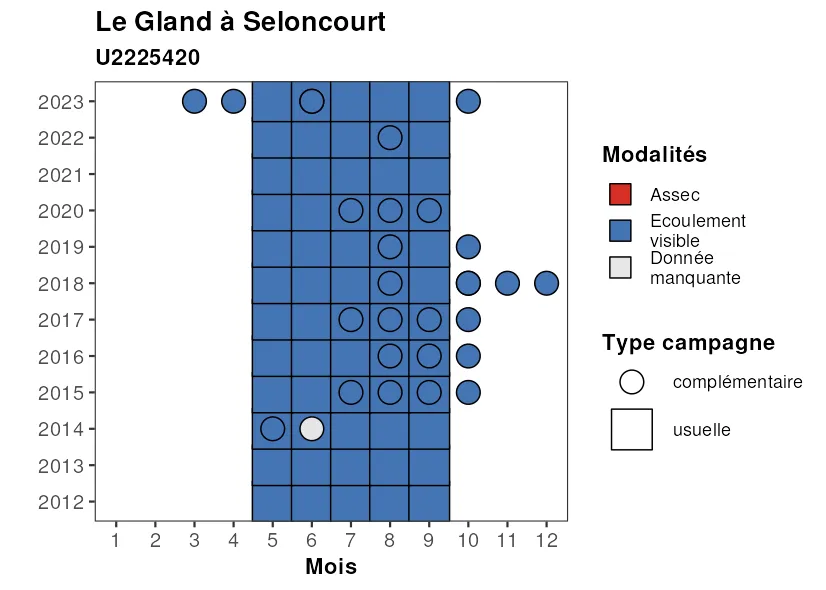 Le Gland à Seloncourt
U2225420
2023
2022
2021
2020
2019
2018
2017
2016
2015
2014
2013
2012
1 2 3 4 5 6 7 8 9 10 11 12
Mois
Modalités
Assec
Ecoulement
visible
Donnée
manquante
Type campagne
complémentaire
usuelle